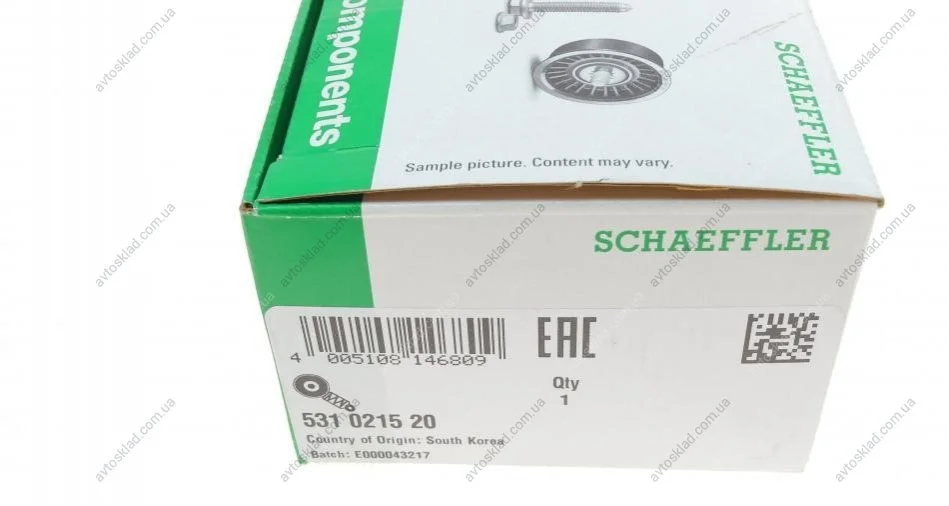 omponents
SCHAEFFLER
Sample picture. Content may vary.
SCHAEFFLER
4 005108 146809
EAC
Qty
1
531 0215 20
Country of Origin: South Korea
Batch: E000043217
avtosklad.com.ua